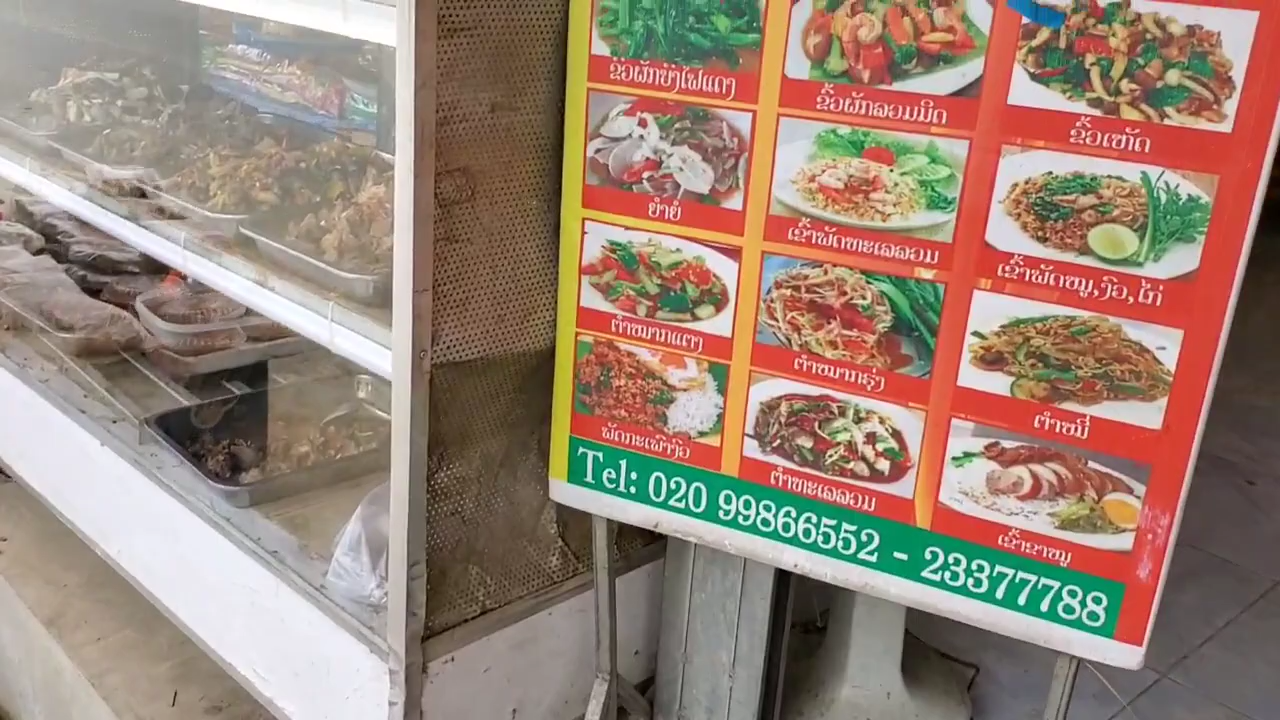 ຂົ້ວຜັກບົ້ງໄຟແດງ
ຂົ້ວຜັກລວມມິດ
ຂົ້ວເຫັດ
ຍໍາຍໍ
ເຂົ້າພັດທະເລລວມ
ເຂົ້າພັດໝູ,ງົວ,ໄກ່
ຕໍາໝາກແຕງ
ຕໍາໝາກຮຸ່ງ
ຕໍາໝີ່
ພັດກະເພົາງົວ
ຕໍາທະເລລວມ
ເຂົ້າຂາໝູ
Tel: 020 99866552 - 23377788